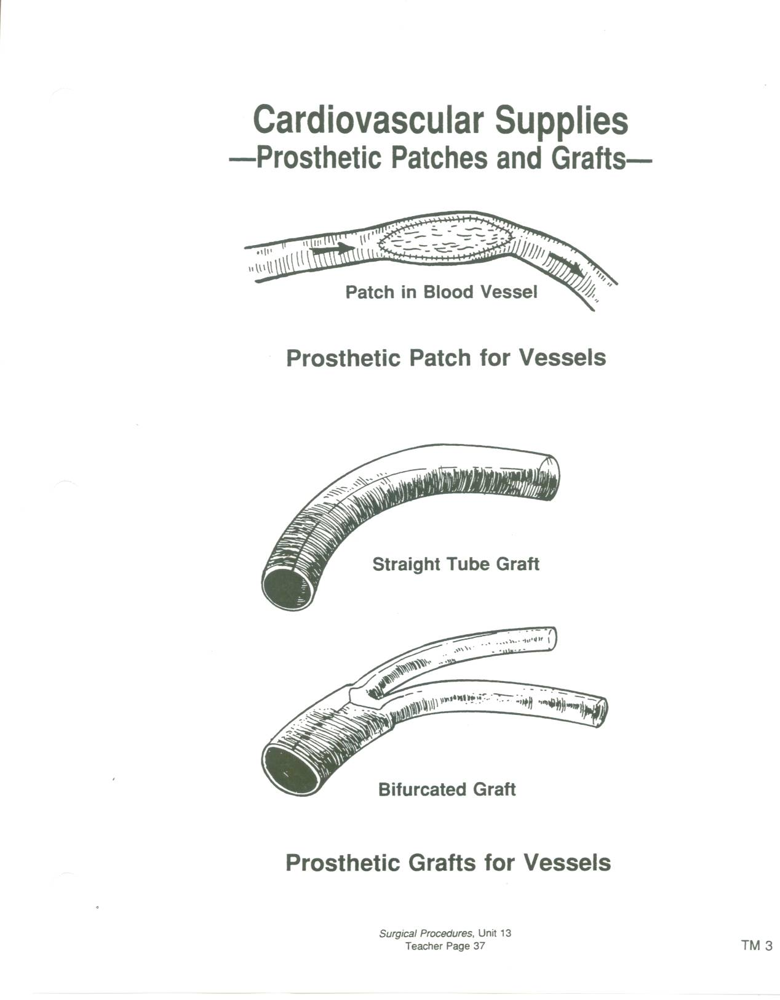 Cardiovascular Supplies
—Prosthetic Patches and Grafts—
Patch in Blood Vessel
Prosthetic Patch for Vessels
Straight Tube Graft
Bifurcated Graft
Prosthetic Grafts for Vessels
Surgical Procedures, Unit 13
Teacher Page 37
TM 3